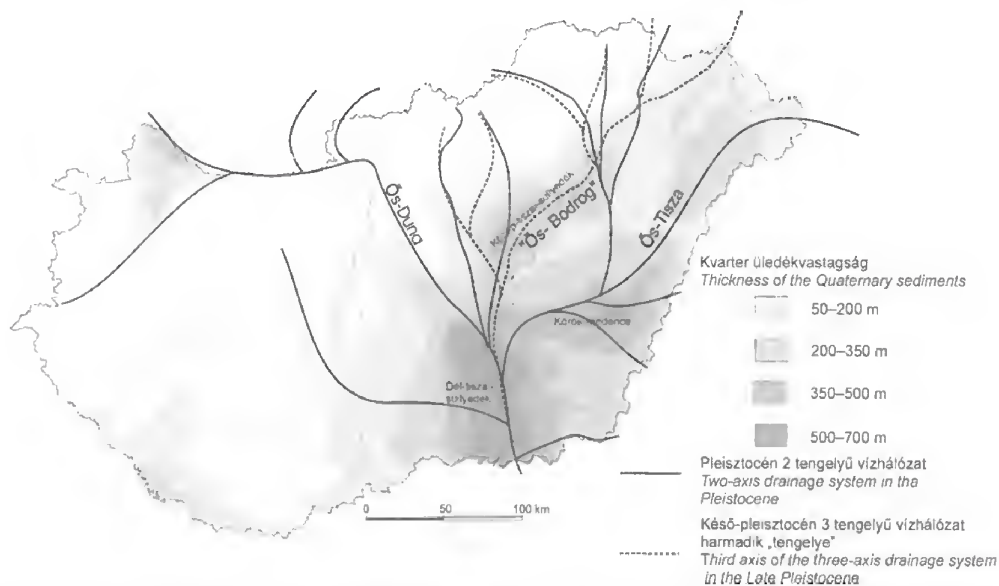 Ős-Duna
"Ős-Bodrog"
Ős-Tisza
Körös-medence
Dél-tisza-
süllyedék
0 50 100 km
Kvarter üledékvastagság
Thickness of the Quaternary sediments
50–200 m
200–350 m
350–500 m
500–700 m
Pleisztocén 2 tengelyű vízhálózat
Two-axis drainage system in the
Pleistocene
Késő-pleisztocén 3 tengelyű vízhálózat
harmadik „tengelye"
Third axis of the three-axis drainage system
in the Late Pleistocene